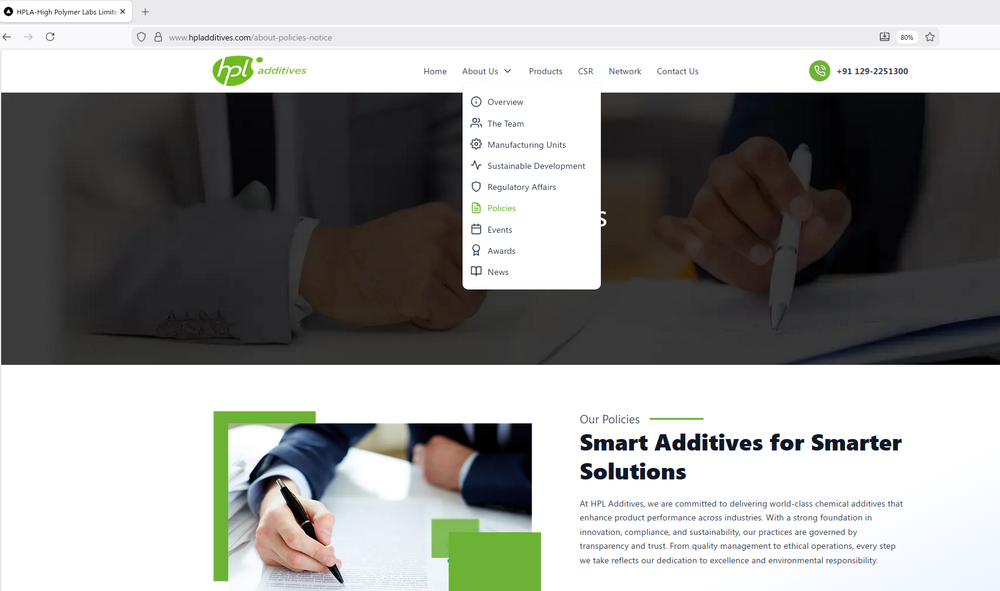 HPLA-High Polymer Labs Limite
www.hpladditives.com/about-policies-notice
80%
hpl additives
Home
About Us
Products
CSR
Network
Contact Us
+91 129-2251300
Overview
The Team
Manufacturing Units
Sustainable Development
Regulatory Affairs
Policies
Events
Awards
News
s
Our Policies
Smart Additives for Smarter
Solutions
At HPL Additives, we are committed to delivering world-class chemical additives that
enhance product performance across industries. With a strong foundation in
innovation, compliance, and sustainability, our practices are governed by
transparency and trust. From quality management to ethical operations, every step
we take reflects our dedication to excellence and environmental responsibility.